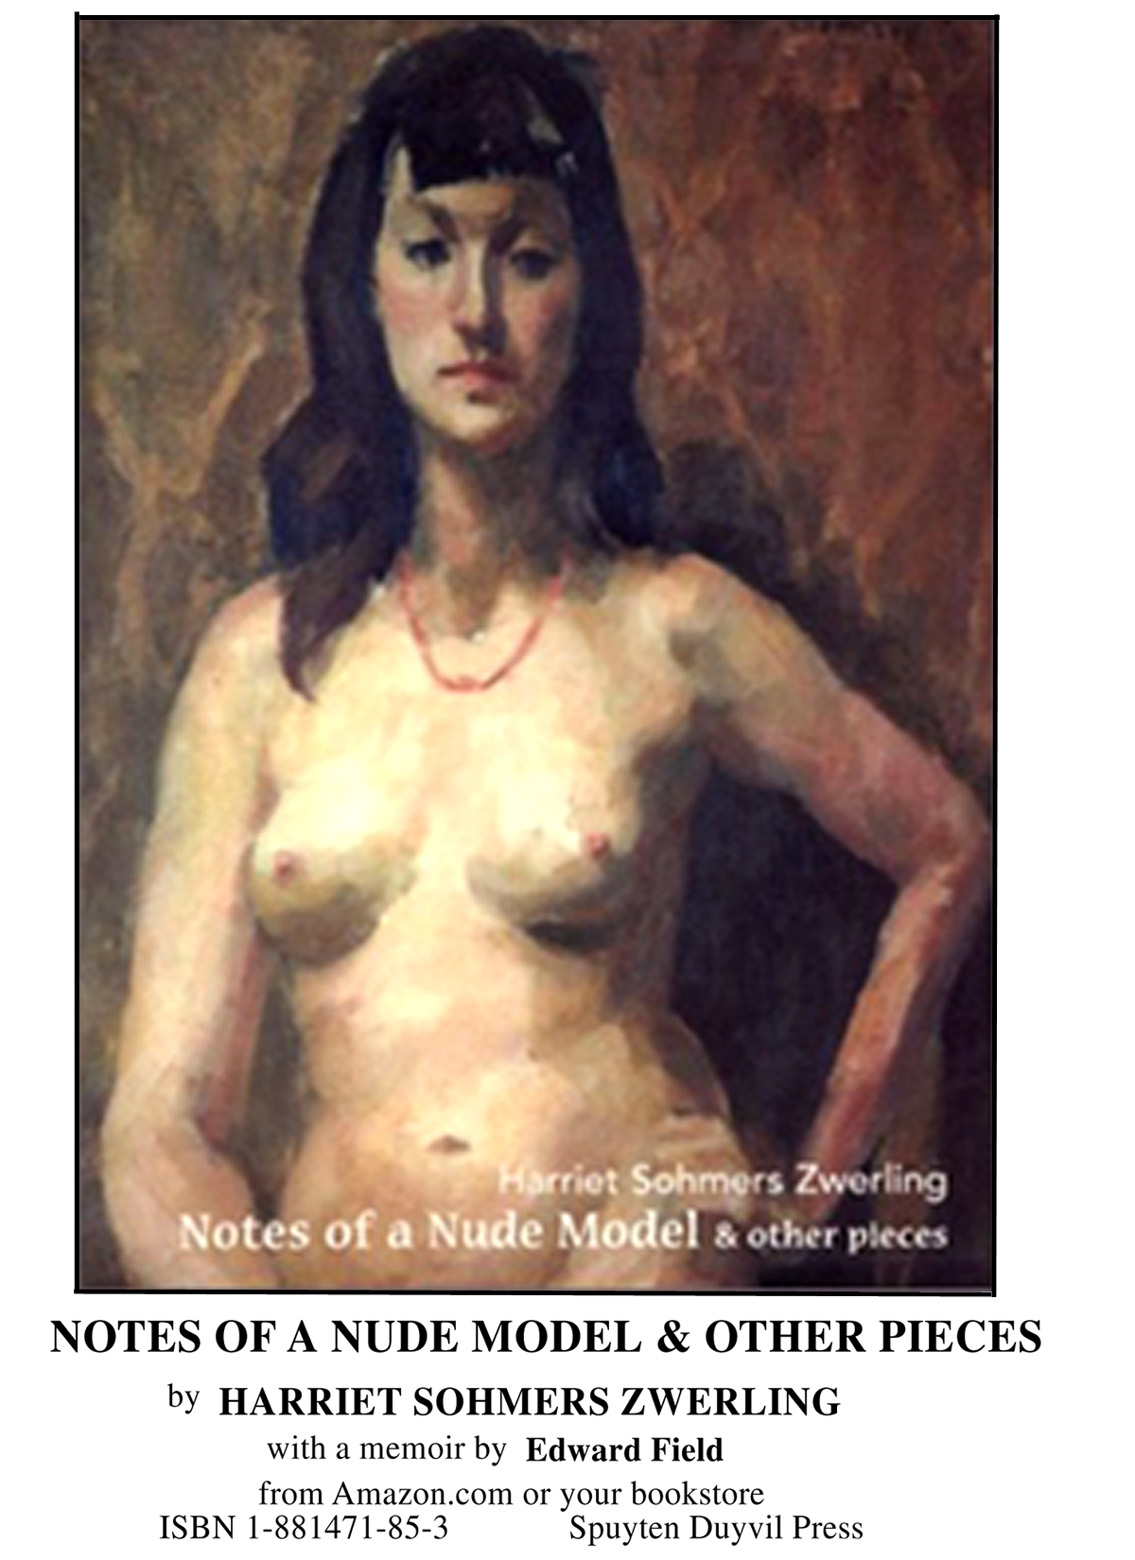 Harriet Sohmers Zwerling
Notes of a Nude Model & other pieces
NOTES OF A NUDE MODEL & OTHER PIECES
by HARRIET SOHMERS ZWERLING
with a memoir by Edward Field
from Amazon.com or your bookstore
ISBN 1-881471-85-3 Spuyten Duyvil Press